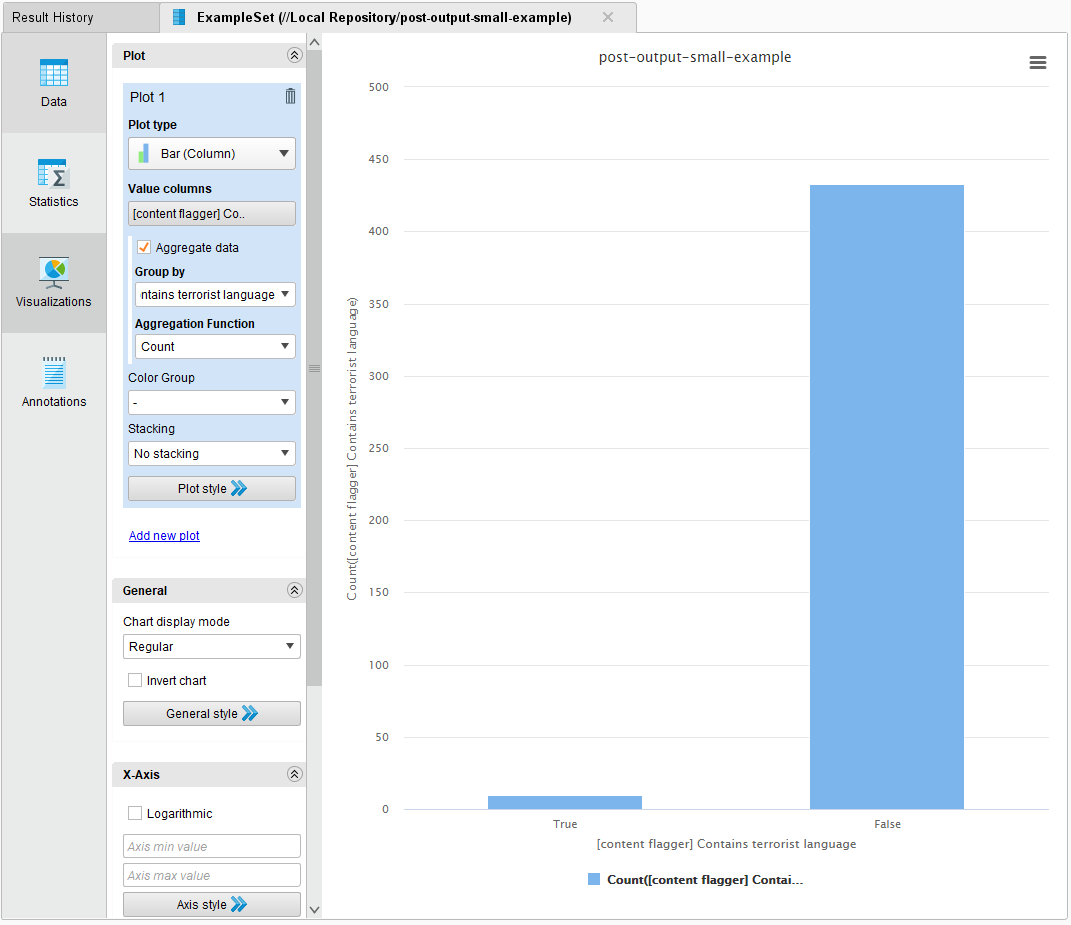 Result History
ExampleSet (//Local Repository/post-output-small-example)
Data
Statistics
Visualizations
Annotations
Plot
Plot 1
Plot type
Bar (Column)
Value columns
[content flagger] Co..
Aggregate data
Group by
ntains terrorist language
Aggregation Function
Count
Color Group
-
Stacking
No stacking
Plot style
Add new plot
General
Chart display mode
Regular
Invert chart
General style
X-Axis
Logarithmic
Axis min value
Axis max value
Axis style
post-output-small-example
Count([content flagger] Contains terrorist language)
500
450
400
350
300
250
200
150
100
50
0
True
False
[content flagger] Contains terrorist language
Count([content flagger] Contai...